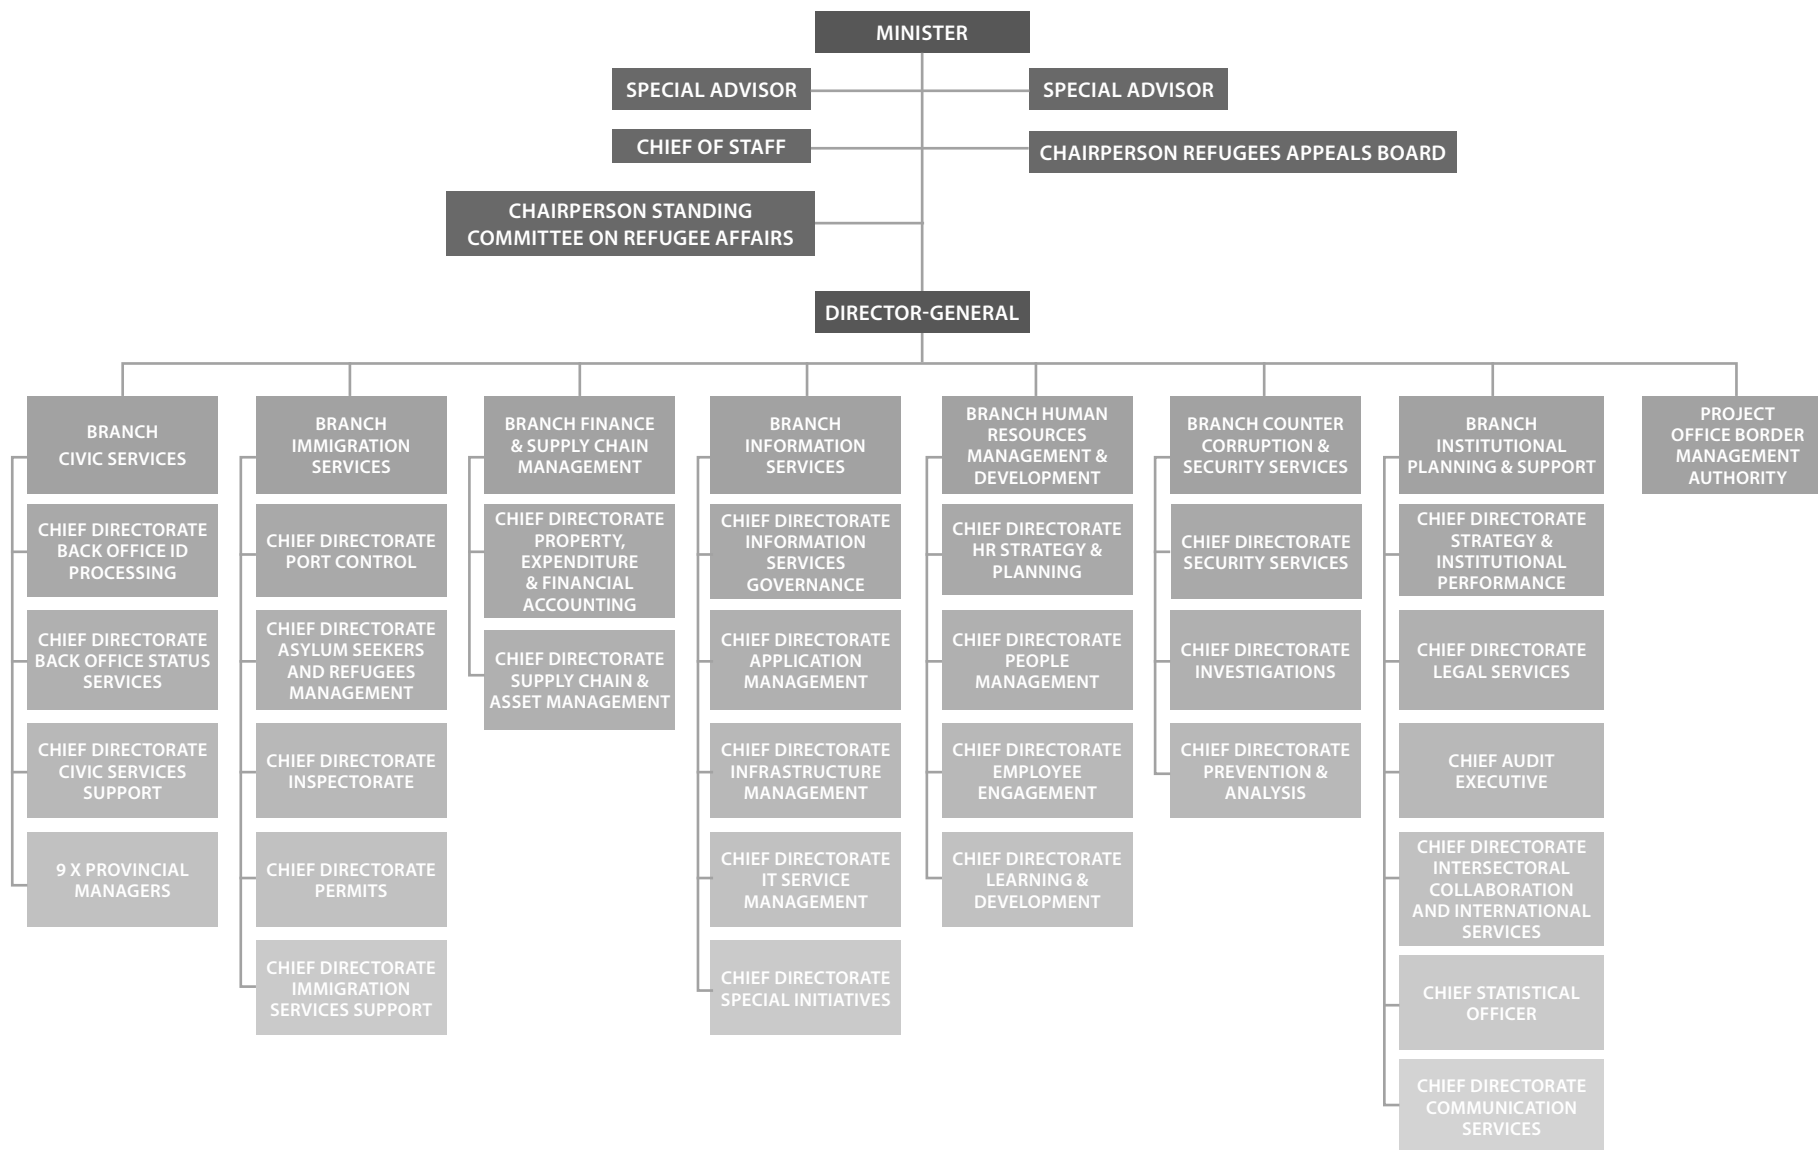 MINISTER
SPECIAL ADVISOR
SPECIAL ADVISOR
CHIEF OF STAFF
CHAIRPERSON REFUGEES APPEALS BOARD
CHAIRPERSON STANDING
COMMITTEE ON REFUGEE AFFAIRS
DIRECTOR-GENERAL
BRANCH
CIVIC SERVICES
CHIEF DIRECTORATE
BACK OFFICE ID
PROCESSING
CHIEF DIRECTORATE
BACK OFFICE STATUS
SERVICES
CHIEF DIRECTORATE
CIVIC SERVICES
SUPPORT
9 X PROVINCIAL
MANAGERS
BRANCH
IMMIGRATION
SERVICES
CHIEF DIRECTORATE
PORT CONTROL
CHIEF DIRECTORATE
ASYLUM SEEKERS
AND REFUGEES
MANAGEMENT
CHIEF DIRECTORATE
INSPECTORATE
CHIEF DIRECTORATE
PERMITS
CHIEF DIRECTORATE
IMMIGRATION
SERVICES SUPPORT
BRANCH FINANCE
& SUPPLY CHAIN
MANAGEMENT
CHIEF DIRECTORATE
PROPERTY,
EXPENDITURE
& FINANCIAL
ACCOUNTING
CHIEF DIRECTORATE
SUPPLY CHAIN &
ASSET MANAGEMENT
BRANCH
INFORMATION
SERVICES
CHIEF DIRECTORATE
INFORMATION
SERVICES
GOVERNANCE
CHIEF DIRECTORATE
APPLICATION
MANAGEMENT
CHIEF DIRECTORATE
INFRASTRUCTURE
MANAGEMENT
CHIEF DIRECTORATE
IT SERVICE
MANAGEMENT
CHIEF DIRECTORATE
SPECIAL INITIATIVES
BRANCH HUMAN
RESOURCES
MANAGEMENT &
DEVELOPMENT
CHIEF DIRECTORATE
HR STRATEGY &
PLANNING
CHIEF DIRECTORATE
PEOPLE
MANAGEMENT
CHIEF DIRECTORATE
EMPLOYEE
ENGAGEMENT
CHIEF DIRECTORATE
LEARNING &
DEVELOPMENT
BRANCH COUNTER
CORRUPTION &
SECURITY SERVICES
CHIEF DIRECTORATE
SECURITY SERVICES
CHIEF DIRECTORATE
INVESTIGATIONS
CHIEF DIRECTORATE
PREVENTION &
ANALYSIS
BRANCH
INSTITUTIONAL
PLANNING & SUPPORT
CHIEF DIRECTORATE
STRATEGY &
INSTITUTIONAL
PERFORMANCE
CHIEF DIRECTORATE
LEGAL SERVICES
CHIEF AUDIT
EXECUTIVE
CHIEF DIRECTORATE
INTERSECTORAL
COLLABORATION
AND INTERNATIONAL
SERVICES
CHIEF STATISTICAL
OFFICER
CHIEF DIRECTORATE
COMMUNICATION
SERVICES
PROJECT
OFFICE BORDER
MANAGEMENT
AUTHORITY